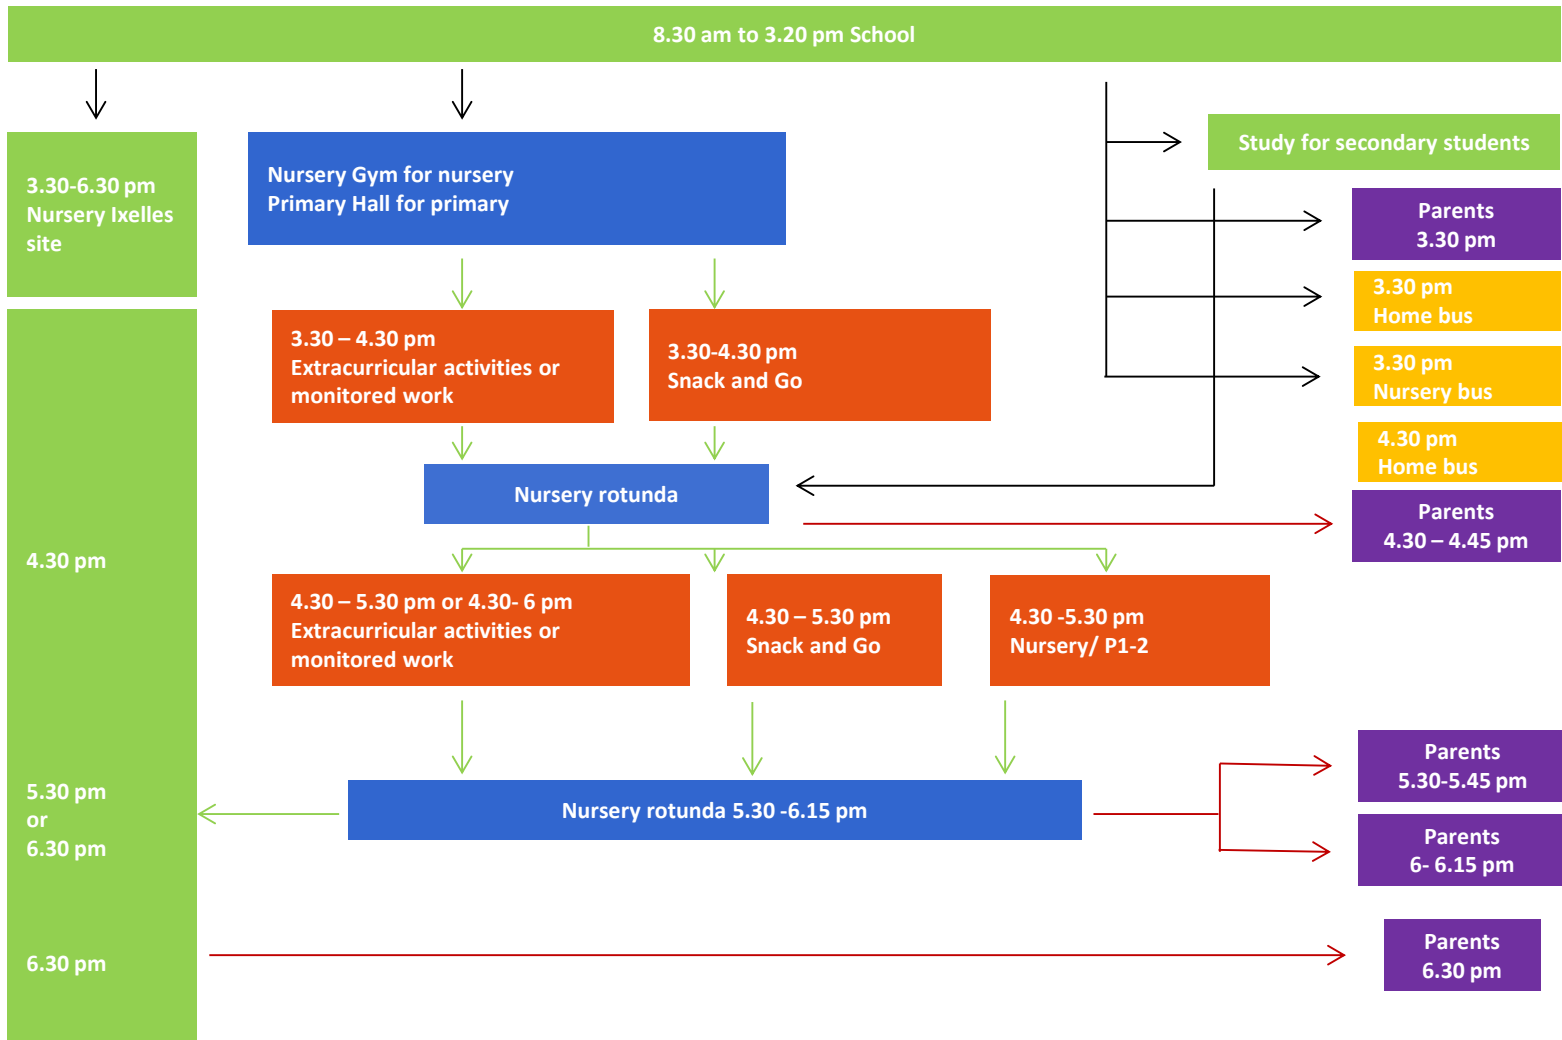 8.30 am to 3.20 pm School
3.30-6.30 pm
Nursery Ixelles
site
Nursery Gym for nursery
Primary Hall for primary
Study for secondary students
Parents
3.30 pm
3.30 pm
Home bus
3.30 pm
Nursery bus
4.30 pm
Home bus
Parents
4.30 – 4.45 pm
3.30 – 4.30 pm
Extracurricular activities or
monitored work
3.30-4.30 pm
Snack and Go
Nursery rotunda
4.30 pm
4.30 – 5.30 pm or 4.30- 6 pm
Extracurricular activities or
monitored work
4.30 – 5.30 pm
Snack and Go
4.30 -5.30 pm
Nursery/ P1-2
5.30 pm
or
6.30 pm
Nursery rotunda 5.30 -6.15 pm
Parents
5.30-5.45 pm
Parents
6- 6.15 pm
6.30 pm
Parents
6.30 pm